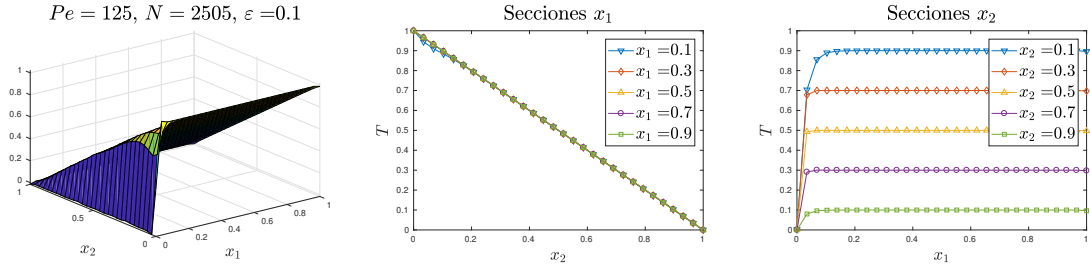 Pe = 125, N = 2505, ε =0.1
1
0.8
0.6
0.4
0.2
0
1
0.5
0
x₂
0
0.2
0.4
0.6
0.8
1
x₁
Secciones x₁
1
0.9
0.8
0.7
0.6
0.5
0.4
0.3
0.2
0.1
0
T
0
0.2
0.4
0.6
0.8
1
x₂
x₁ =0.1
x₁ =0.3
x₁ =0.5
x₁ =0.7
x₁ =0.9
Secciones x₂
1
0.9
0.8
0.7
0.6
0.5
0.4
0.3
0.2
0.1
0
T
0
0.2
0.4
0.6
0.8
1
x₁
x₂ =0.1
x₂ =0.3
x₂ =0.5
x₂ =0.7
x₂ =0.9